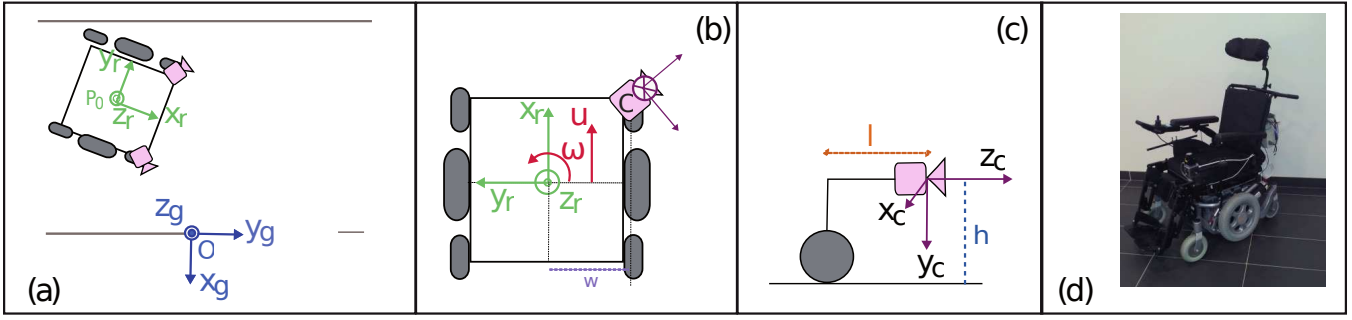 y_r
P_0
z_r
x_r
z_g
O
y_g
x_g
(a)
(b)
C
x_r
u
ω
y_r
z_r
w
(c)
l
z_c
x_c
h
y_c
(d)